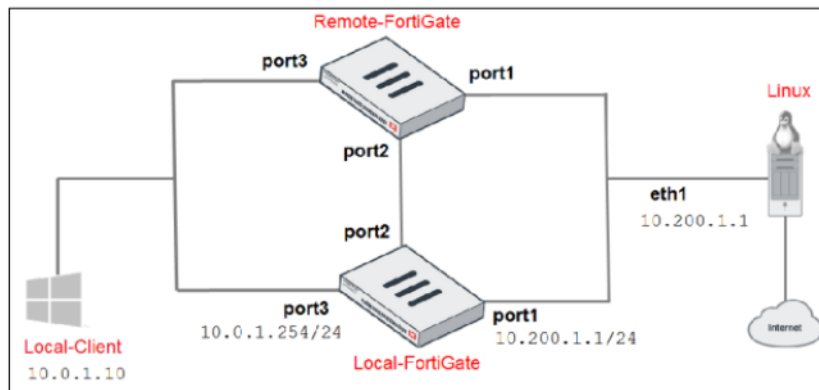 Remote-FortiGate
port3
port1
Linux
port2
eth1
10.200.1.1
port2
port3
port1
10.0.1.254/24
10.200.1.1/24
Internet
Local-Client
Local-FortiGate
10.0.1.10